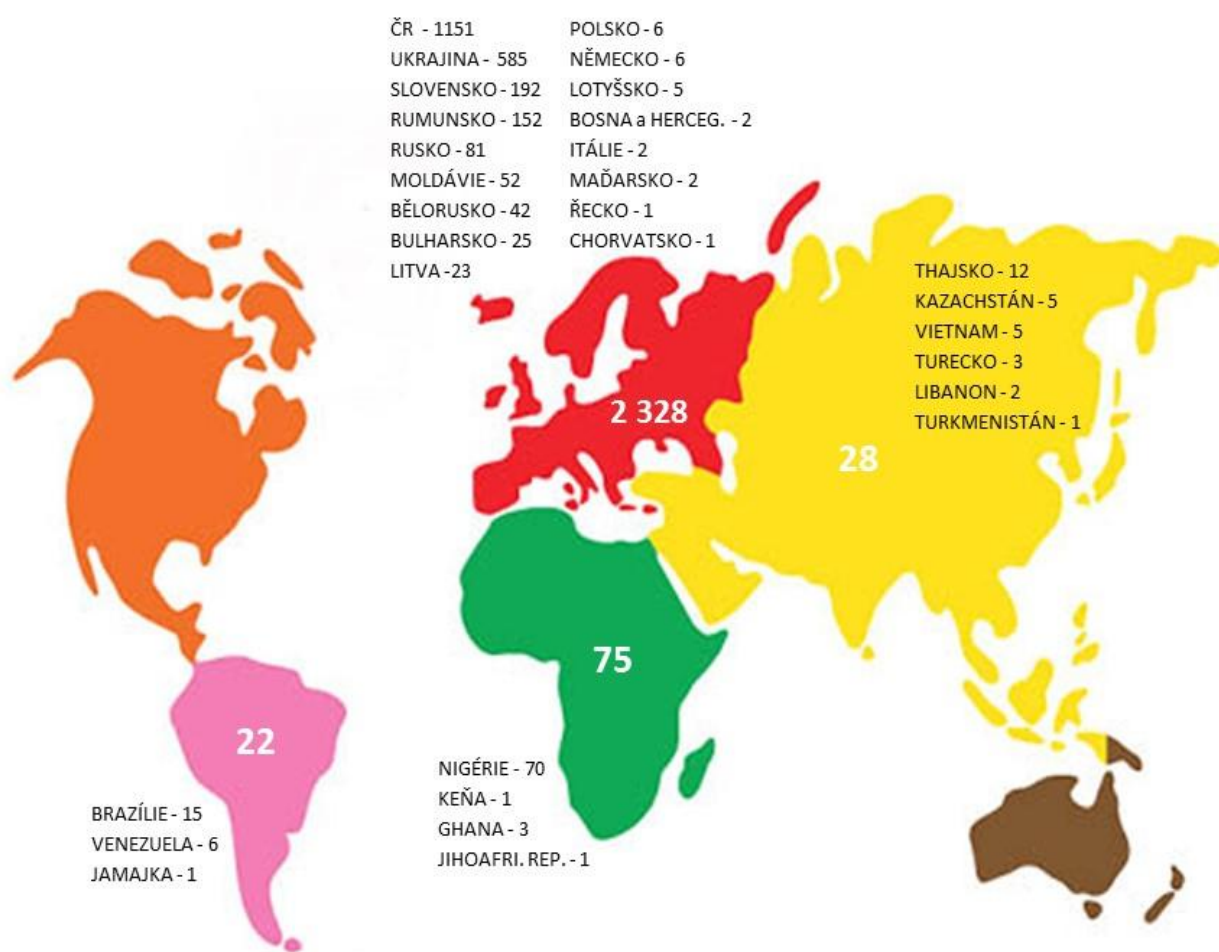 ČR - 1151
UKRAJINA - 585
SLOVENSKO - 192
RUMUNSKO - 152
RUSKO - 81
MOLDÁVIE - 52
BĚLORUSKO - 42
BULHARSKO - 25
LITVA -23
POLSKO - 6
NĚMECKO - 6
LOTYŠSKO - 5
BOSNA a HERCEG. - 2
ITÁLIE - 2
MAĎARSKO - 2
ŘECKO - 1
CHORVATSKO - 1
THAJSKO - 12
KAZACHSTÁN - 5
VIETNAM - 5
TURECKO - 3
LIBANON - 2
TURKMENISTÁN - 1
2 328
28
75
22
NIGÉRIE - 70
KEŇA - 1
GHANA - 3
JIHOAFRI. REP. - 1
BRAZÍLIE - 15
VENEZUELA - 6
JAMAJKA - 1